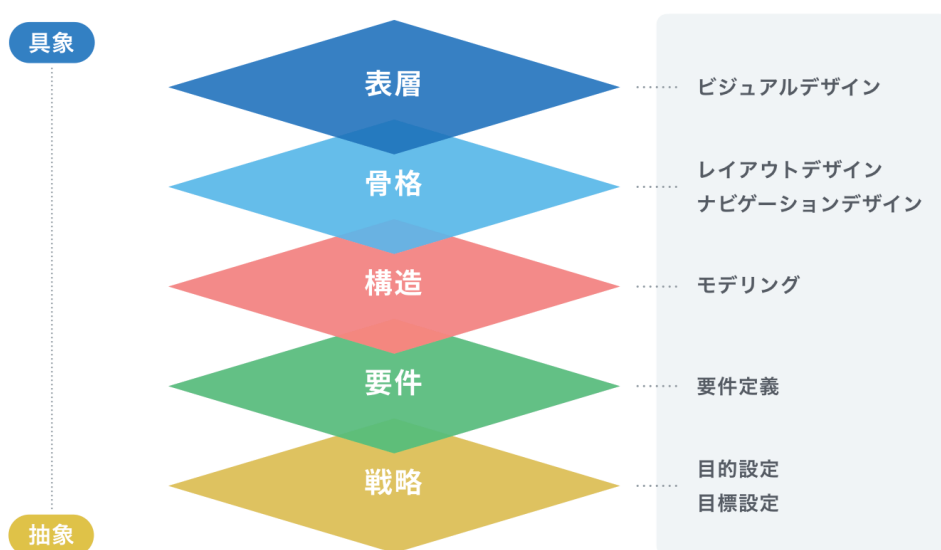 具象
表層
ビジュアルデザイン
骨格
レイアウトデザイン
ナビゲーションデザイン
構造
モデリング
要件
要件定義
戦略
目的設定
目標設定
抽象